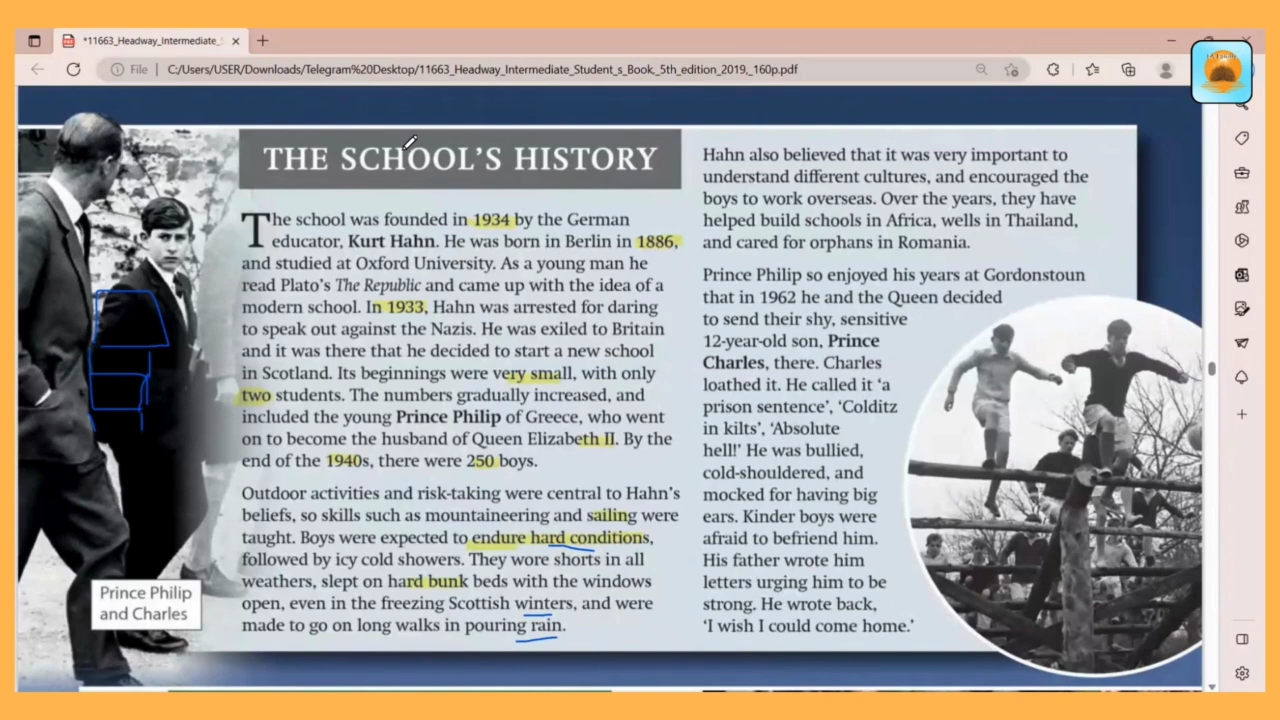 *11663_Headway_Intermediate_S
File
C:/Users/USER/Downloads/Telegram%20Desktop/11663_Headway_Intermediate_Student_s_Book,_5th_edition_2019,_160p.pdf
THE SCHOOL'S HISTORY
The school was founded in 1934 by the German
educator, Kurt Hahn. He was born in Berlin in 1886,
and studied at Oxford University. As a young man he
read Plato's The Republic and came up with the idea of a
modern school. In 1933, Hahn was arrested for daring
to speak out against the Nazis. He was exiled to Britain
and it was there that he decided to start a new school
in Scotland. Its beginnings were very small, with only
two students. The numbers gradually increased, and
included the young Prince Philip of Greece, who went
on to become the husband of Queen Elizabeth II. By the
end of the 1940s, there were 250 boys.
Outdoor activities and risk-taking were central to Hahn's
beliefs, so skills such as mountaineering and sailing were
taught. Boys were expected to endure hard conditions,
followed by icy cold showers. They wore shorts in all
weathers, slept on hard bunk beds with the windows
open, even in the freezing Scottish winters, and were
made to go on long walks in pouring rain.
Prince Philip
and Charles
Hahn also believed that it was very important to
understand different cultures, and encouraged the
boys to work overseas. Over the years, they have
helped build schools in Africa, wells in Thailand,
and cared for orphans in Romania.
Prince Philip so enjoyed his years at Gordonstoun
that in 1962 he and the Queen decided
to send their shy, sensitive
12-year-old son, Prince
Charles, there. Charles
loathed it. He called it 'a
prison sentence', 'Colditz
in kilts', 'Absolute
hell!' He was bullied,
cold-shouldered, and
mocked for having big
ears. Kinder boys were
afraid to befriend him.
His father wrote him
letters urging him to be
strong. He wrote back,
'I wish I could come home.'